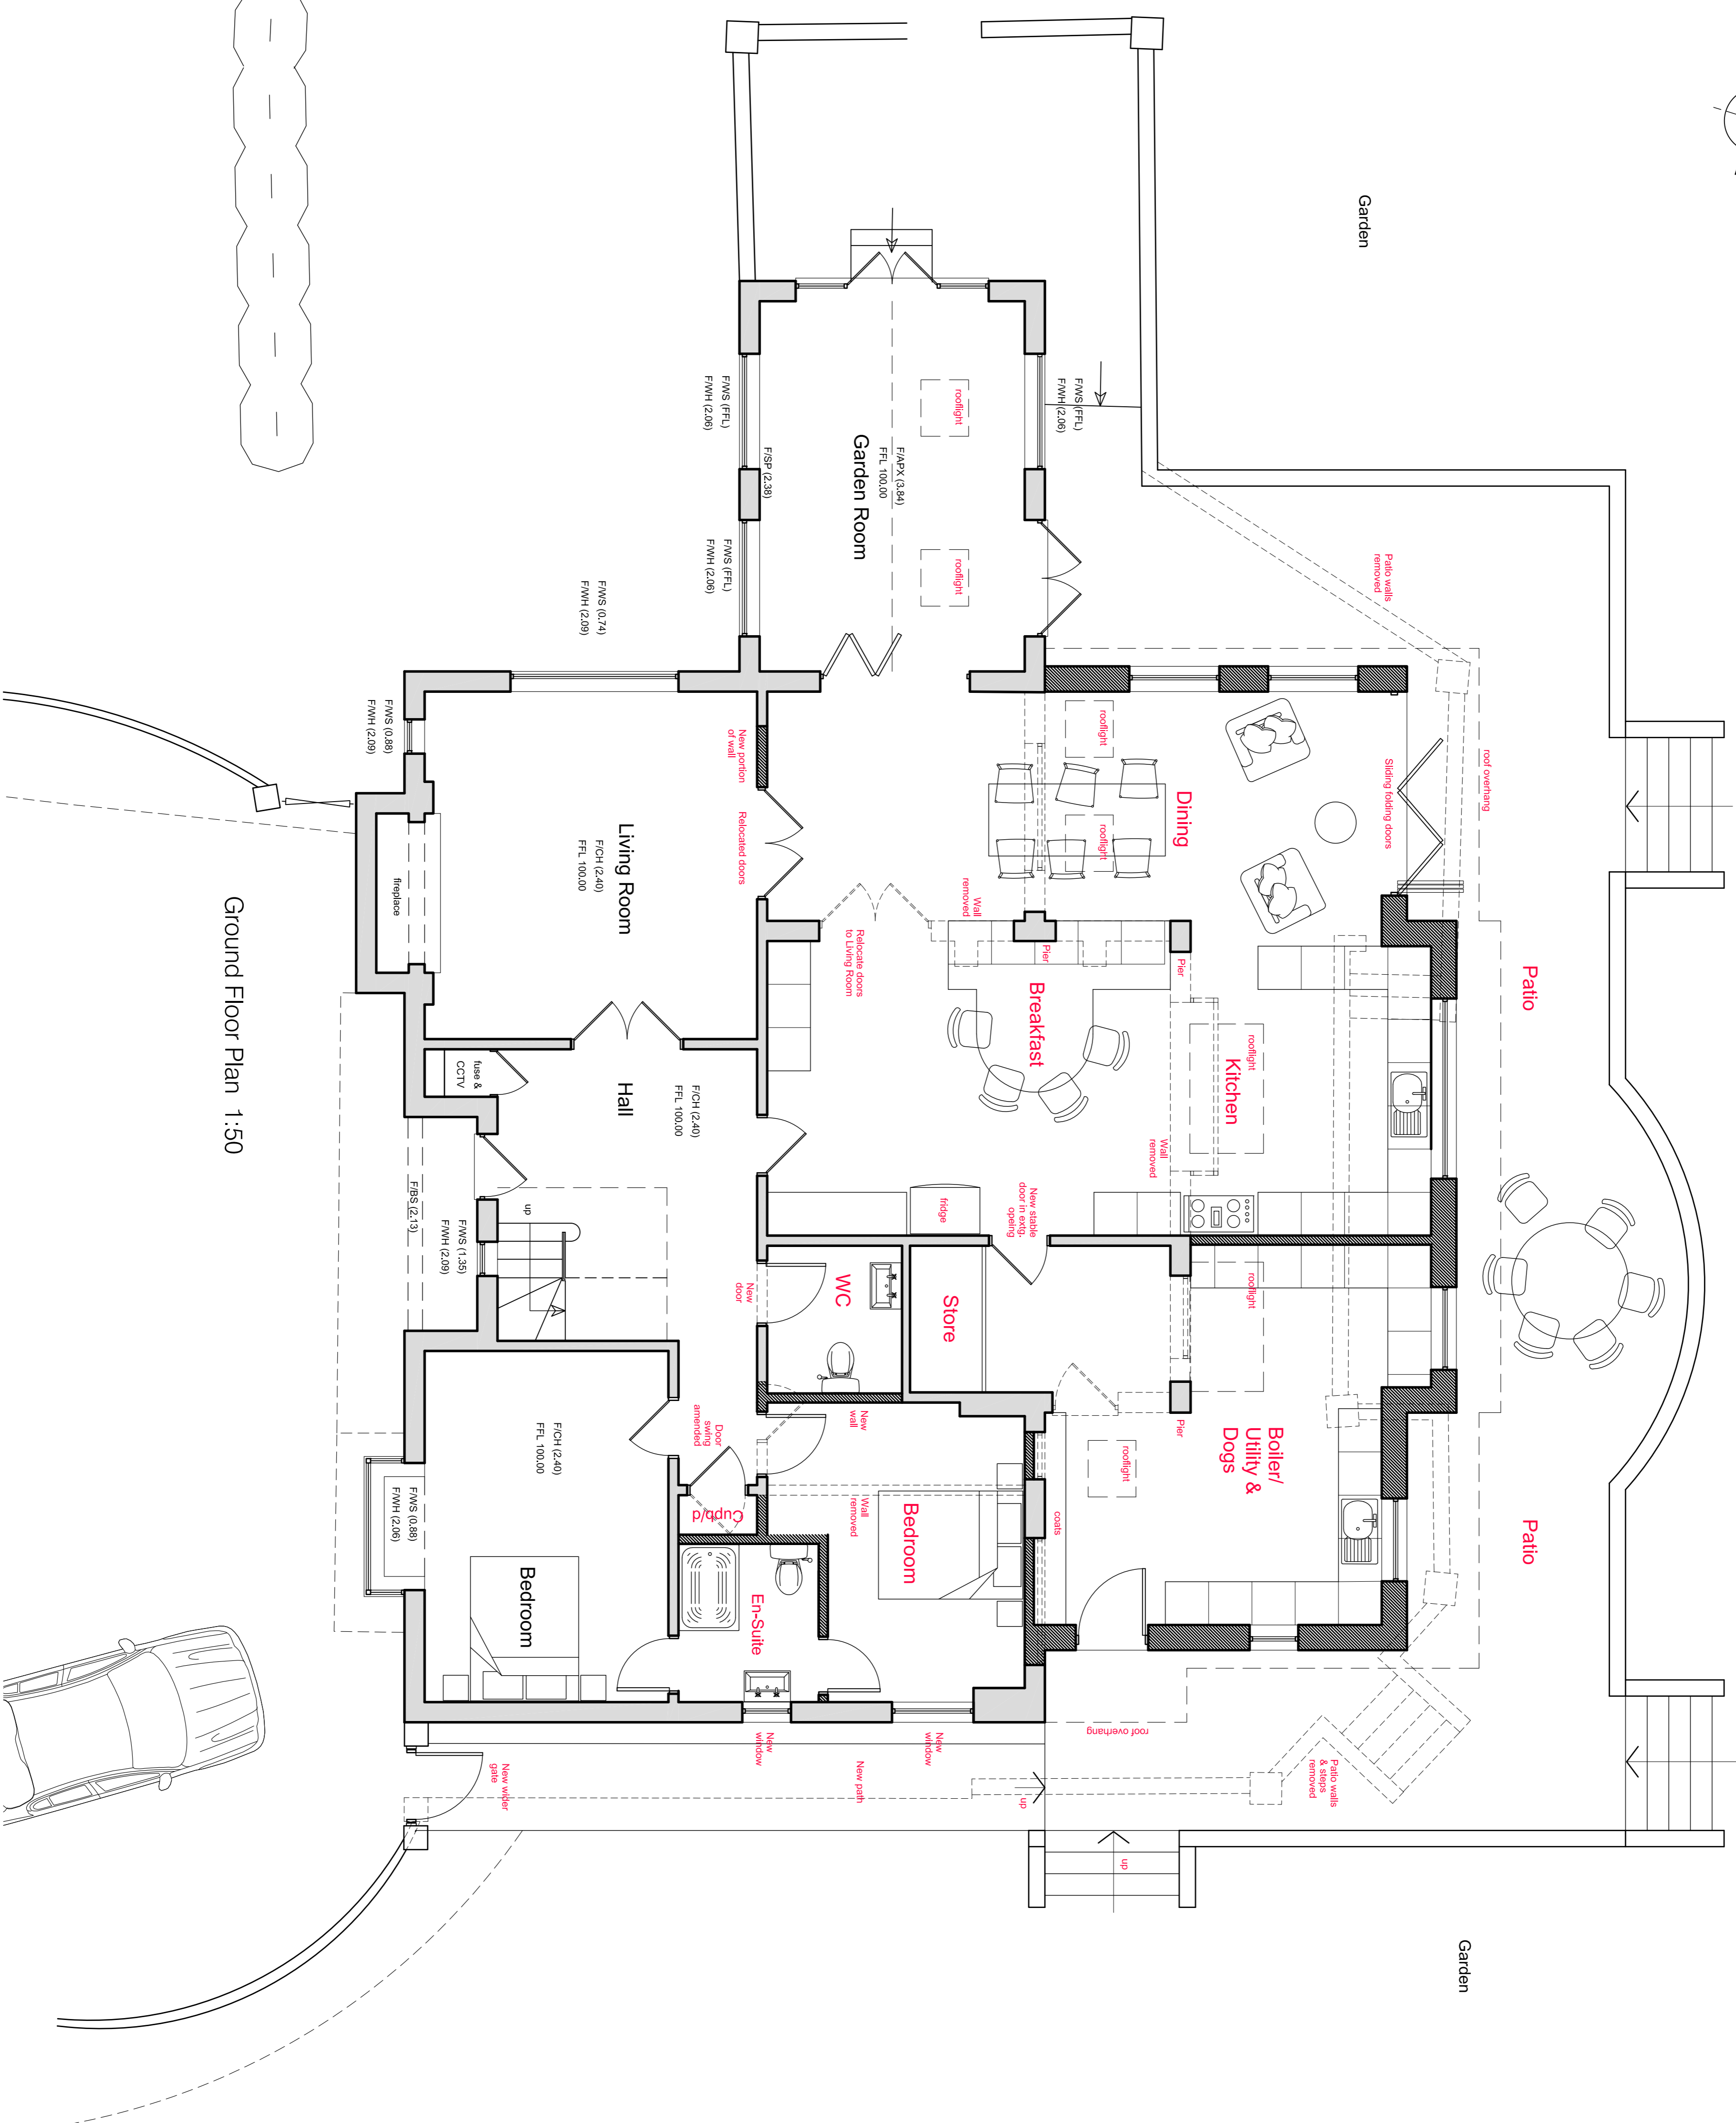 Garden
Patio walls
removed
roof overhang
Sliding folding doors
Patio
Patio
F/WS (FFL)
F/WH (2.06)
rooflight
rooflight
F/APX (3.84)
FFL 100.00
Garden Room
F/SP (2.38)
F/WS (FFL)
F/WH (2.06)
F/WS (FFL)
F/WH (2.06)
F/WS (0.74)
F/WH (2.09)
F/WS (0.88)
F/WH (2.09)
rooflight
rooflight
Dining
Wall
removed
Pier
Pier
Relocate doors
to Living Room
New portion
of wall
Relocated doors
Living Room
F/CH (2.40)
FFL 100.00
fireplace
Breakfast
rooflight
Kitchen
Wall
removed
New stable
door in extg.
opeing
fridge
Hall
F/CH (2.40)
FFL 100.00
fuse &
CCTV
up
F/BS (2.13)
F/WS (1.35)
F/WH (2.09)
New
door
WC
Store
rooflight
Pier
rooflight
Boiler/
Utility &
Dogs
coats
New
wall
Door
swing
amended
Cupb/d
Wall
removed
Bedroom
En-Suite
F/CH (2.40)
FFL 100.00
F/WS (0.88)
F/WH (2.06)
Bedroom
New
window
New
window
roof overhang
Patio walls
& steps
removed
New path
up
up
New wider
gate
Garden
Ground Floor Plan 1:50